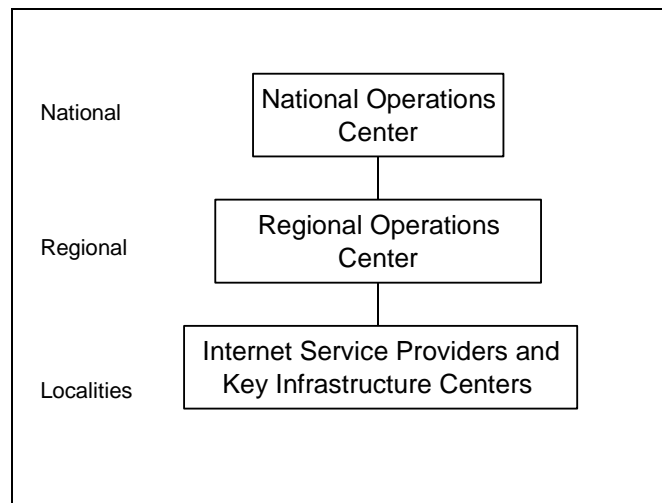 National
National Operations
Center
Regional
Regional Operations
Center
Localities
Internet Service Providers and
Key Infrastructure Centers